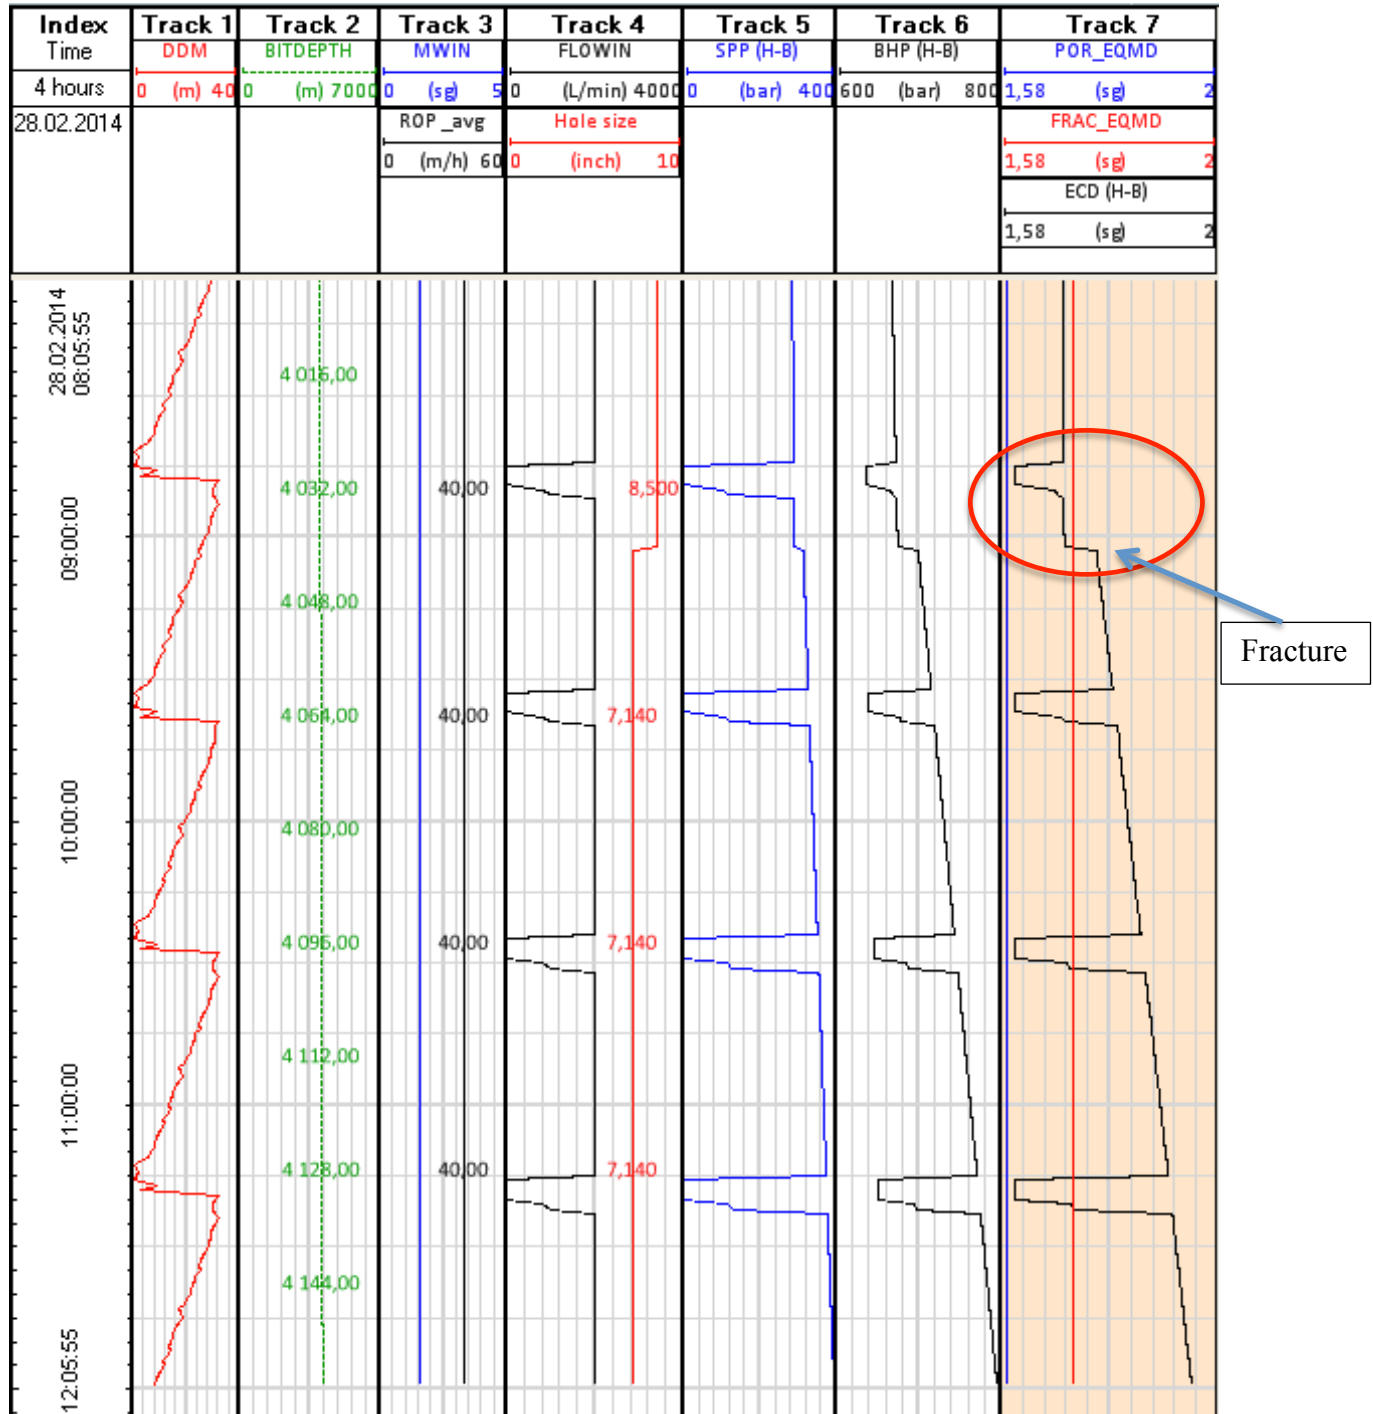 Index Track 1 Track 2 Track 3 Track 4 Track 5 Track 6 Track 7
Time DDM BITDEPTH MWIN FLOWIN SPP (H-B) BHP (H-B) POR_EQMD
4 hours 0 (m) 40 0 (m) 7000 0 (sg) 5 0 (L/min) 4000 0 (bar) 400 600 (bar) 800 1,58 (sg) 2
28.02.2014 ROP_avg Hole size FRAC_EQMD
0 (m/h) 60 0 (inch) 10 1,58 (sg) 2
ECD (H-B)
1,58 (sg) 2
28.02.2014
08:05:55
4 016,00
4 032,00 40,00 8,500
09:00:00
4 048,00
Fracture
4 064,00 40,00 7,140
10:00:00
4 080,00
4 096,00 40,00 7,140
4 112,00
11:00:00
4 128,00 40,00 7,140
4 144,00
12:05:55